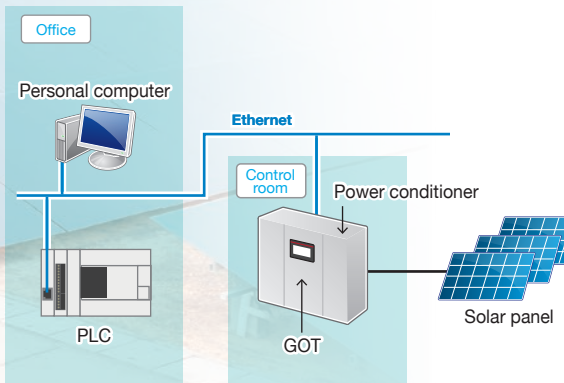 Office
Personal computer
Ethernet
Control
room
Power conditioner
PLC
GOT
Solar panel